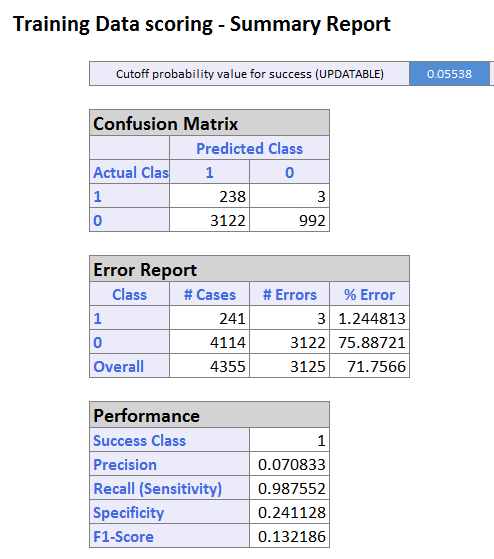 Training Data scoring - Summary Report
Cutoff probability value for success (UPDATABLE) 0.05538
Confusion Matrix
Predicted Class
Actual Clas 1 0
1 238 3
0 3122 992
Error Report
Class # Cases # Errors % Error
1 241 3 1.244813
0 4114 3122 75.88721
Overall 4355 3125 71.7566
Performance
Success Class 1
Precision 0.070833
Recall (Sensitivity) 0.987552
Specificity 0.241128
F1-Score 0.132186